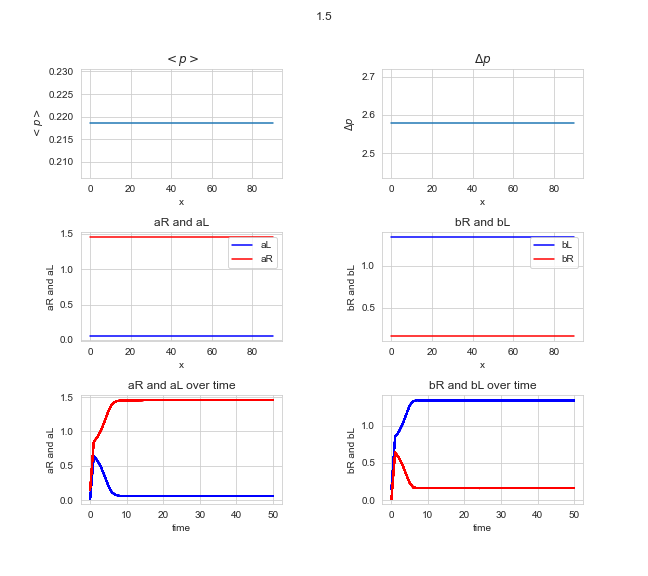 1.5
< p >
Δp
0.230
0.225
0.220
0.215
0.210
< p >
0 20 40 60 80
x
2.7
2.6
2.5
Δp
0 20 40 60 80
x
aR and aL
bR and bL
1.5
1.0
0.5
0.0
aR and aL
aL
aR
0 20 40 60 80
x
1.0
0.5
bR and bL
bL
bR
0 20 40 60 80
x
aR and aL over time
bR and bL over time
1.5
1.0
0.5
0.0
aR and aL
0 10 20 30 40 50
time
1.0
0.5
0.0
bR and bL
0 10 20 30 40 50
time